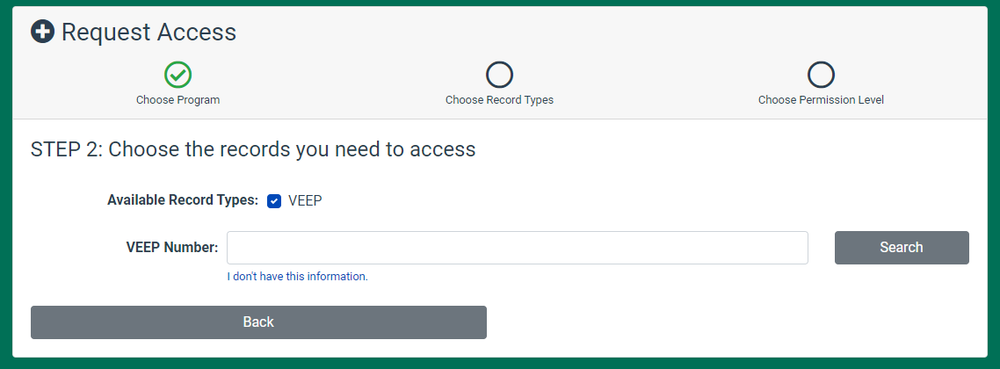 Request Access
Choose Program
Choose Record Types
Choose Permission Level
STEP 2: Choose the records you need to access
Available Record Types: VEEP
VEEP Number:
Search
I don't have this information.
Back